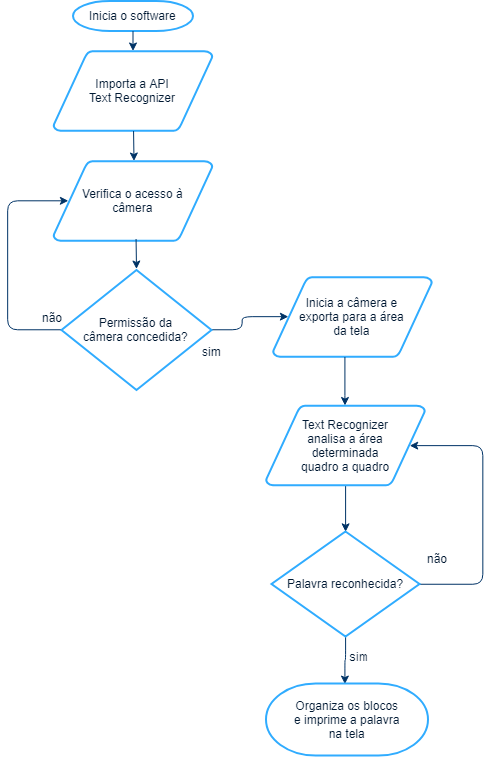 Inicia o software
Importa a API
Text Recognizer
Verifica o acesso à
câmera
Permissão da
câmera concedida?
não
sim
Inicia a câmera e
exporta para a área
da tela
Text Recognizer
analisa a área
determinada
quadro a quadro
Palavra reconhecida?
não
sim
Organiza os blocos
e imprime a palavra
na tela